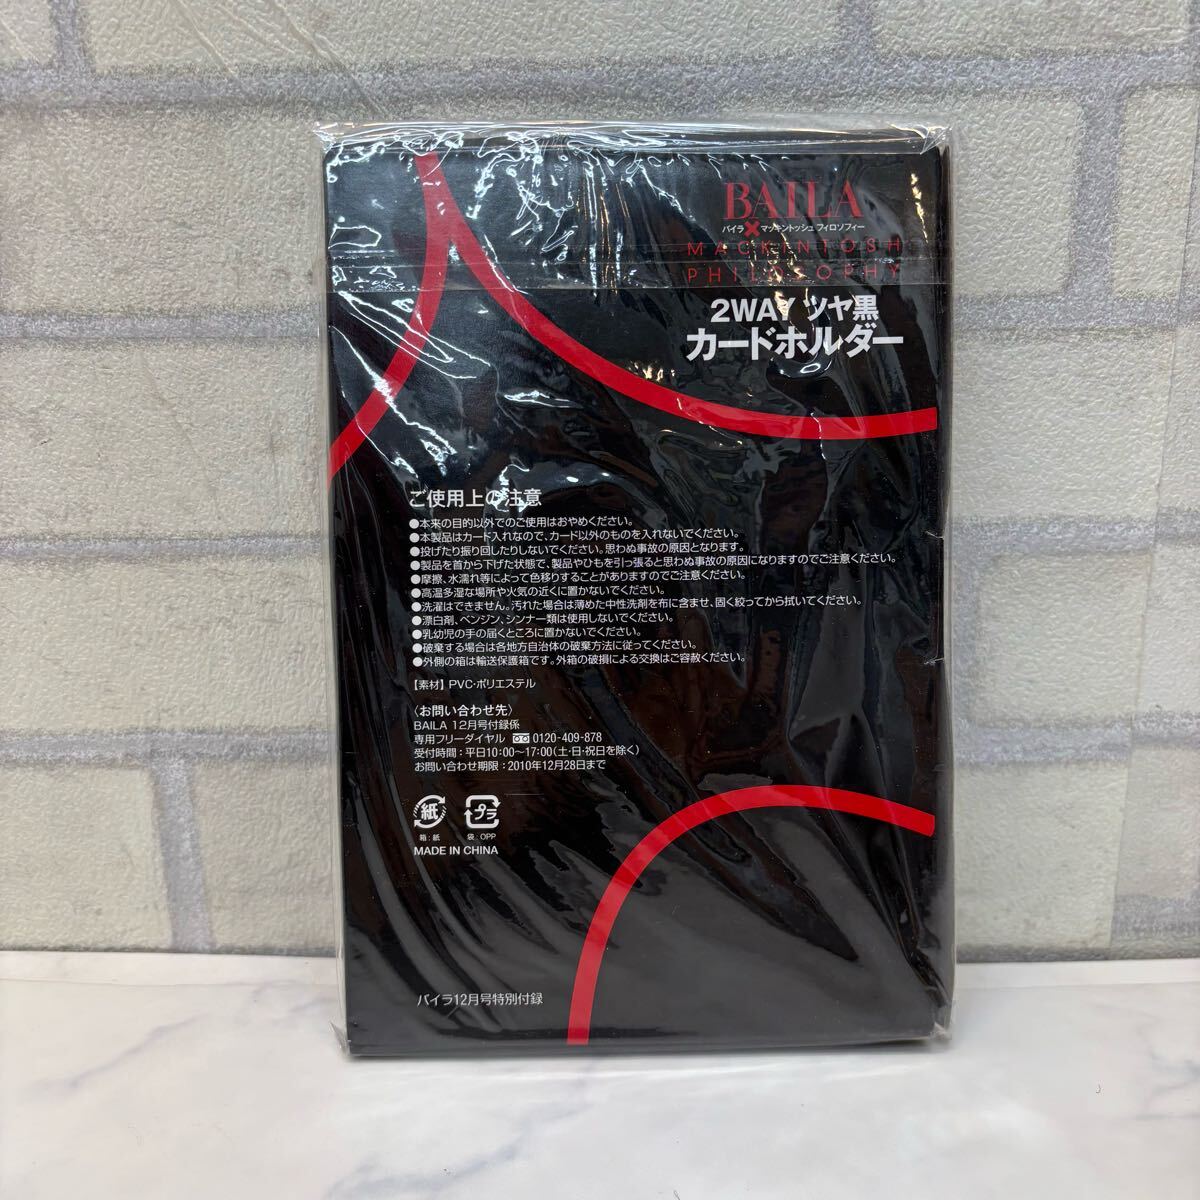 BAILA
バイラ×マッキントッシュ フィロソフィー
MACKINTOSH
PHILOSOPHY
2WAY ツヤ黒
カードホルダー
ご使用上の注意
●本来の目的以外でのご使用はおやめください。
●本製品はカード入れなので、カード以外のものを入れないでください。
●投げたり振り回したりしないでください。思わぬ事故の原因となります。
●製品を首から下げた状態で、製品やひもを引っ張ると思わぬ事故の原因になりますのでご注意ください。
●摩擦、水濡れ等によって色移りすることがありますのでご注意ください。
●高温多湿な場所や火気の近くに置かないでください。
●洗濯はできません。汚れた場合は薄めた中性洗剤を布に含ませ、固く絞ってから拭いてください。
●漂白剤、ベンジン、シンナー類は使用しないでください。
●乳幼児の手の届くところに置かないでください。
●破棄する場合は各地方自治体の破棄方法に従ってください。
●外側の箱は輸送保護箱です。外箱の破損による交換はご容赦ください。
【素材】PVC・ポリエステル
〈お問い合わせ先〉
BAILA 12月号付録係
専用フリーダイヤル 0120-409-878
受付時間：平日10：00〜17：00（土・日・祝日を除く）
お問い合わせ期限：2010年12月28日まで
紙 プラ
箱：紙 袋：OPP
MADE IN CHINA
バイラ12月号特別付録